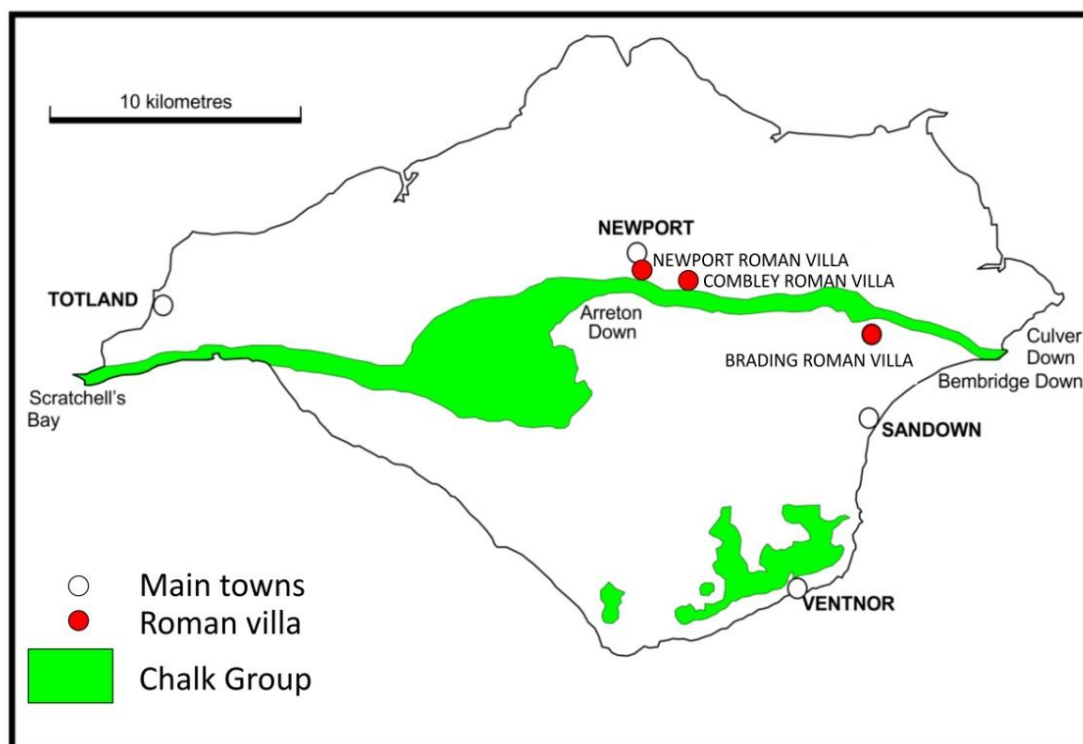 10 kilometres
NEWPORT
NEWPORT ROMAN VILLA
COMBLEY ROMAN VILLA
TOTLAND
Arreton
Down
BRADING ROMAN VILLA
Culver
Down
Bembridge Down
Scratchell's
Bay
SANDOWN
VENTNOR
Main towns
Roman villa
Chalk Group